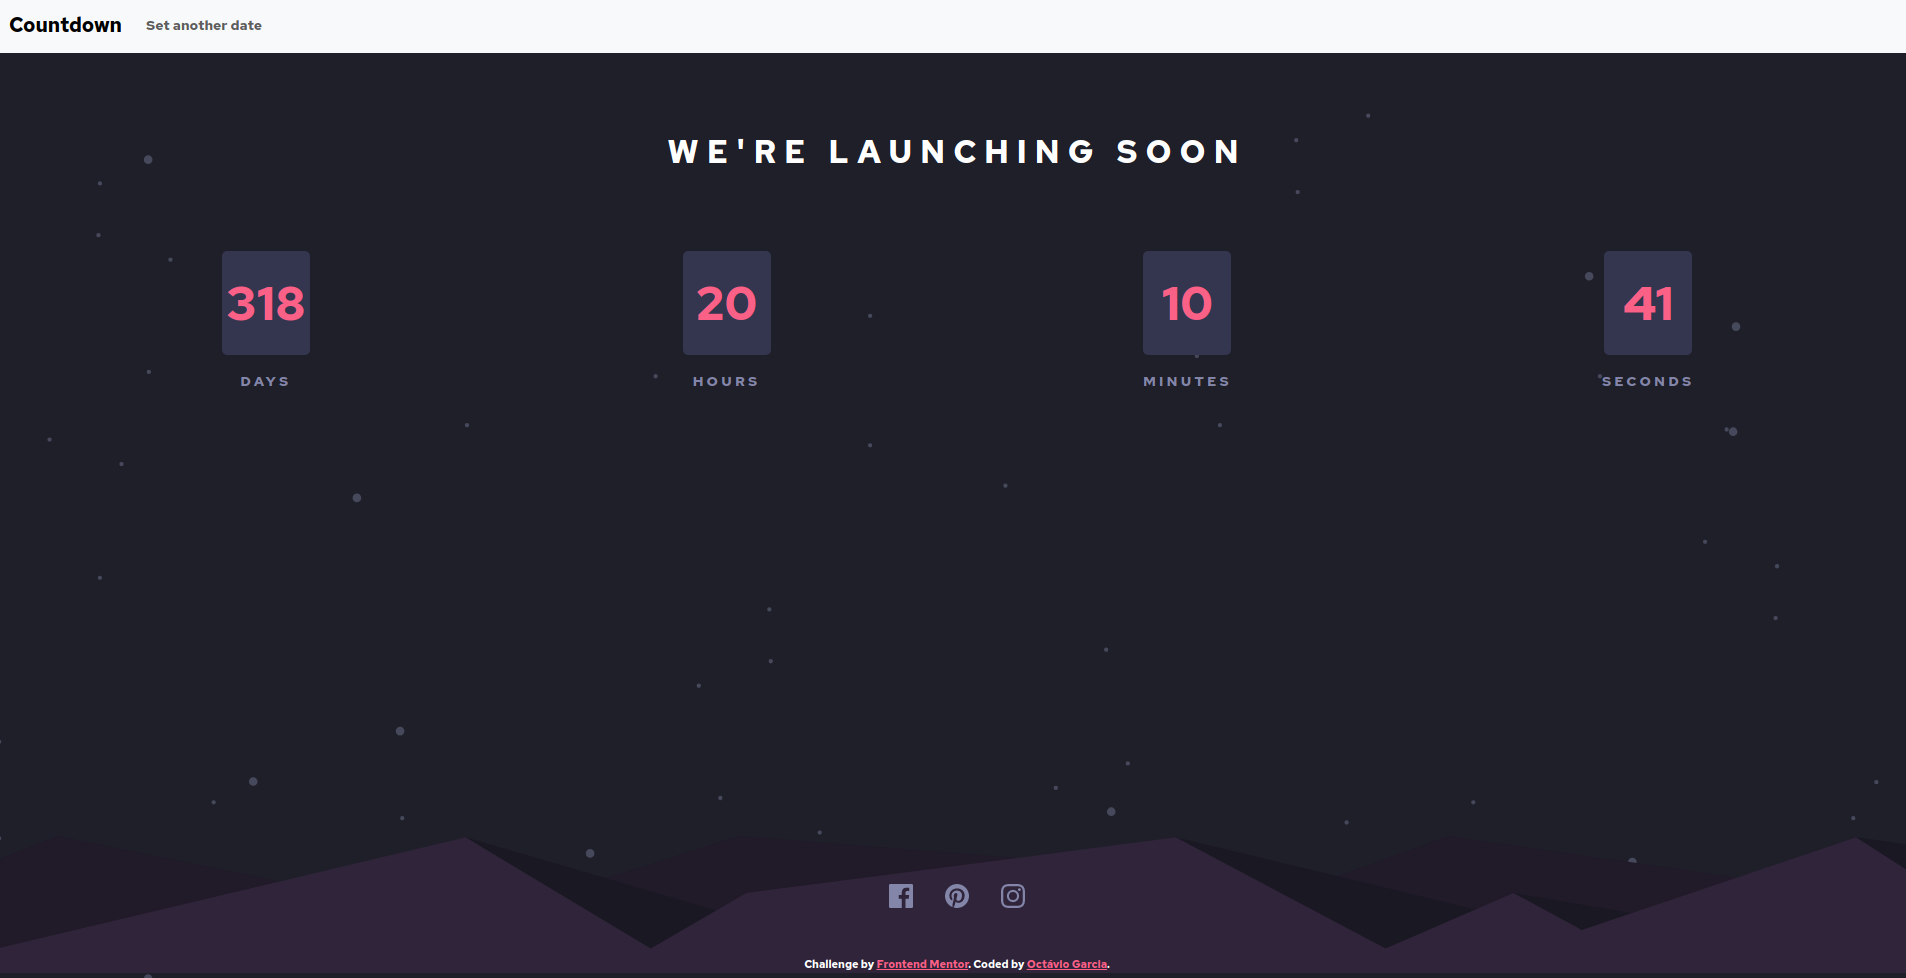 Countdown Set another date
WE'RE LAUNCHING SOON
318 20 10 41
DAYS HOURS MINUTES SECONDS
Challenge by Frontend Mentor. Coded by Octávio Garcia.